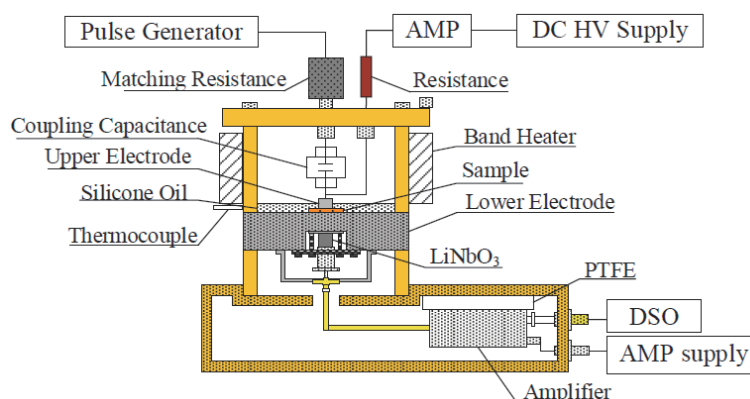 Pulse Generator
AMP
DC HV Supply
Matching Resistance
Resistance
Coupling Capacitance
Band Heater
Upper Electrode
Sample
Silicone Oil
Lower Electrode
Thermocouple
LiNbO₃
PTFE
DSO
AMP supply
Amplifier